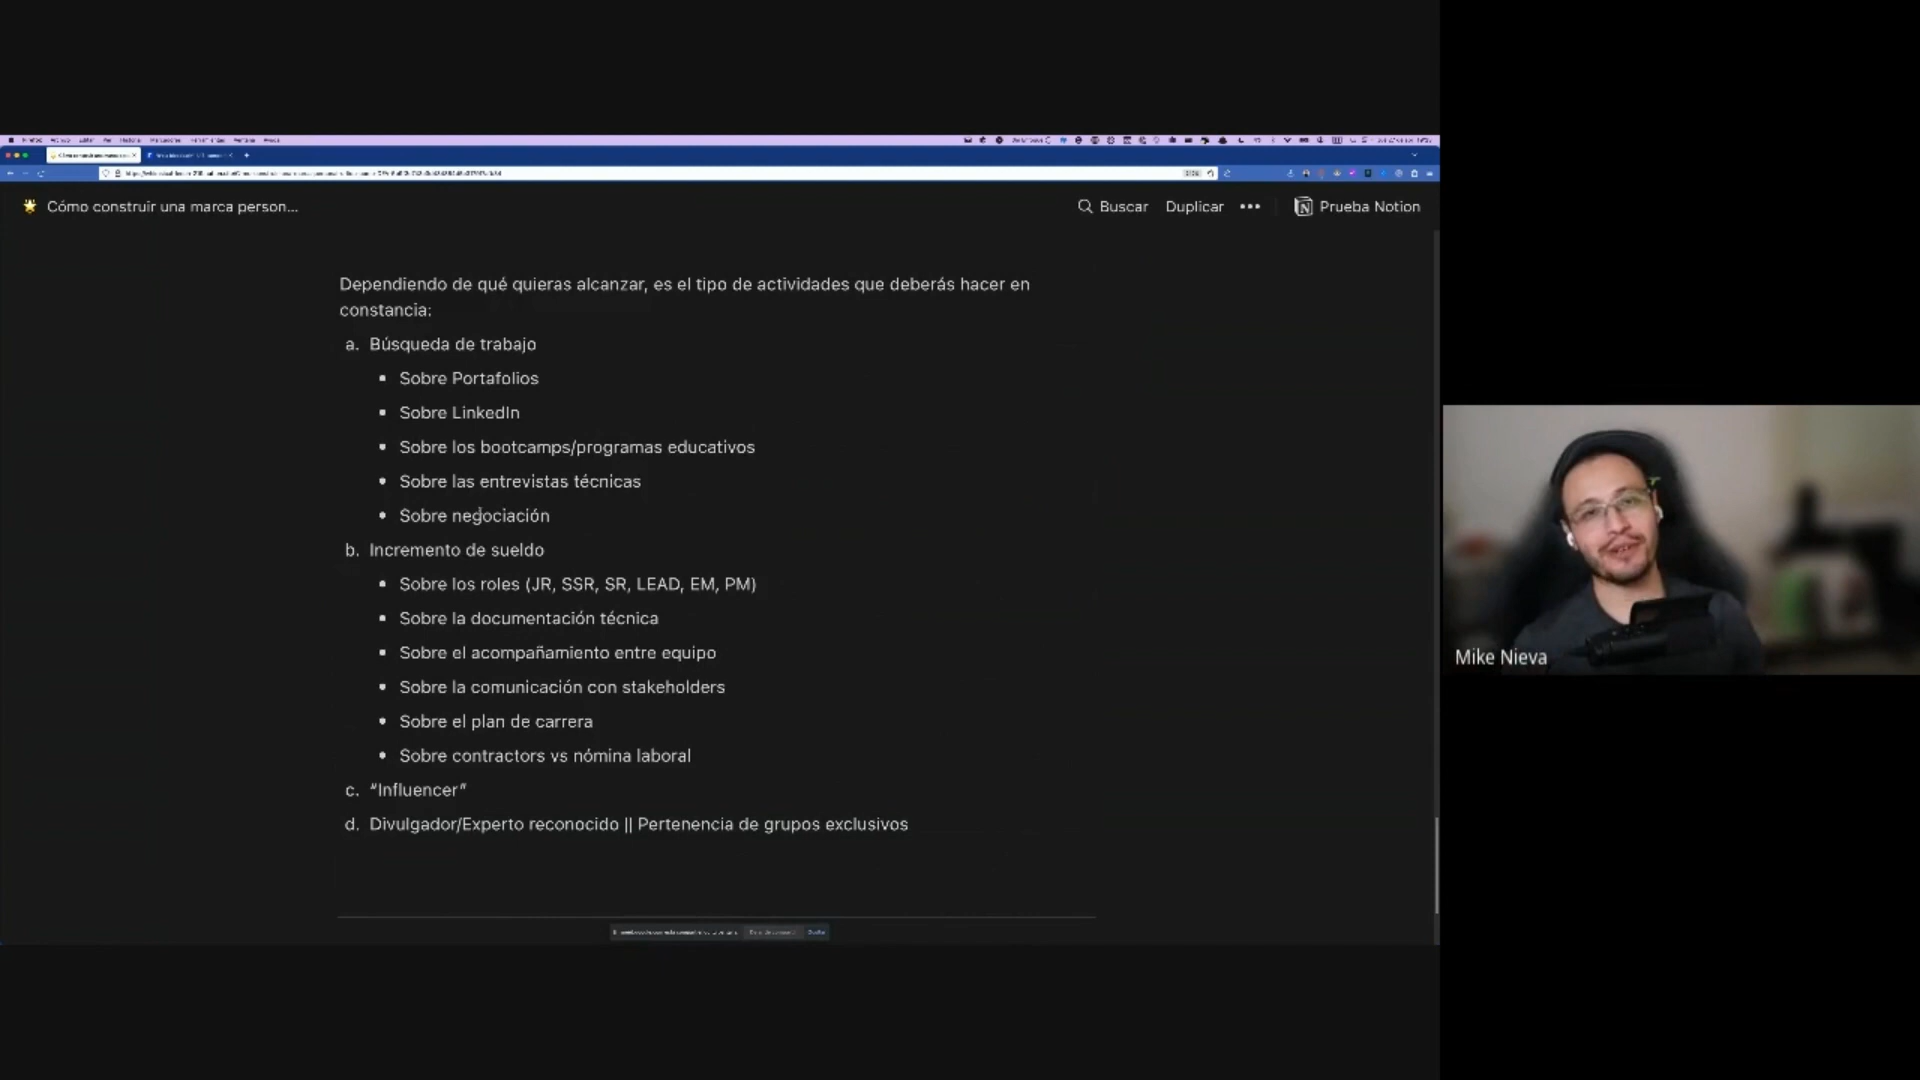 Cómo construir una marca person...
Buscar Duplicar ••• Prueba Notion
Dependiendo de qué quieras alcanzar, es el tipo de actividades que deberás hacer en
constancia:
a. Búsqueda de trabajo
Sobre Portafolios
Sobre LinkedIn
Sobre los bootcamps/programas educativos
Sobre las entrevistas técnicas
Sobre negociación
b. Incremento de sueldo
Sobre los roles (JR, SSR, SR, LEAD, EM, PM)
Sobre la documentación técnica
Sobre el acompañamiento entre equipo
Sobre la comunicación con stakeholders
Sobre el plan de carrera
Sobre contractors vs nómina laboral
c. “Influencer”
d. Divulgador/Experto reconocido || Pertenencia de grupos exclusivos
Mike Nieva